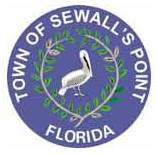 TOWN OF SEWALL'S POINT
FLORIDA